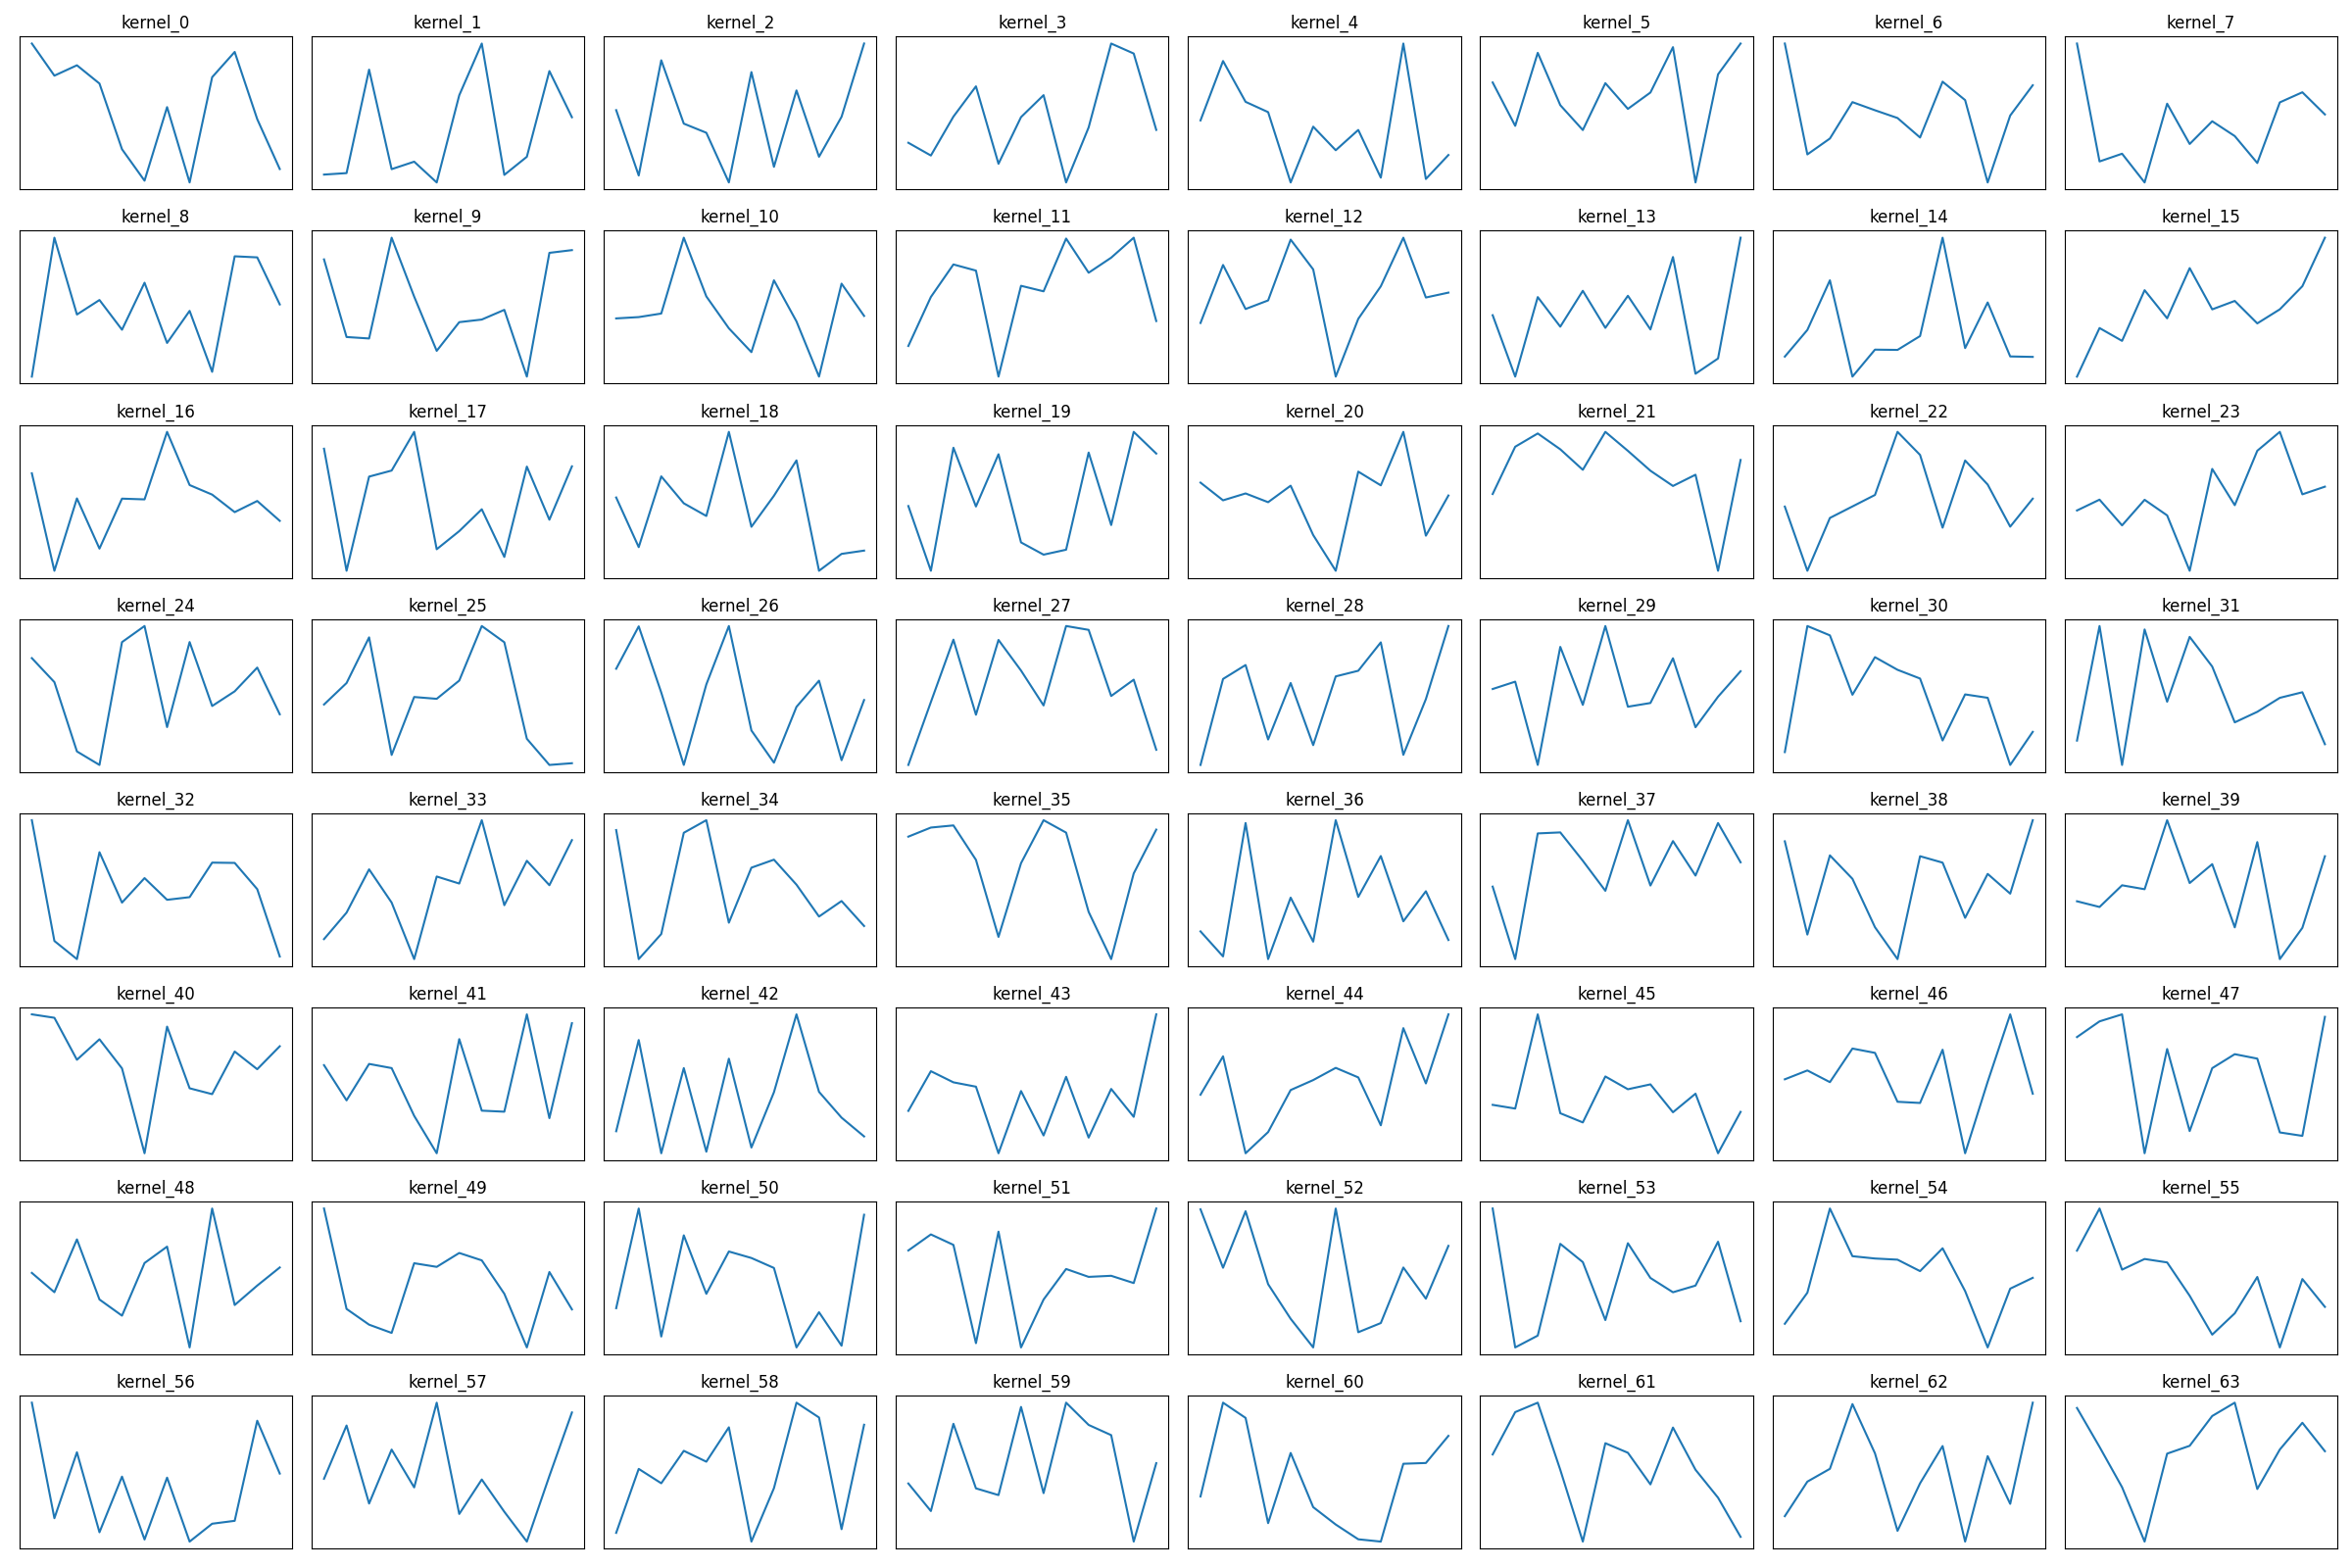 kernel_0 kernel_1 kernel_2 kernel_3 kernel_4 kernel_5 kernel_6 kernel_7
kernel_8 kernel_9 kernel_10 kernel_11 kernel_12 kernel_13 kernel_14 kernel_15
kernel_16 kernel_17 kernel_18 kernel_19 kernel_20 kernel_21 kernel_22 kernel_23
kernel_24 kernel_25 kernel_26 kernel_27 kernel_28 kernel_29 kernel_30 kernel_31
kernel_32 kernel_33 kernel_34 kernel_35 kernel_36 kernel_37 kernel_38 kernel_39
kernel_40 kernel_41 kernel_42 kernel_43 kernel_44 kernel_45 kernel_46 kernel_47
kernel_48 kernel_49 kernel_50 kernel_51 kernel_52 kernel_53 kernel_54 kernel_55
kernel_56 kernel_57 kernel_58 kernel_59 kernel_60 kernel_61 kernel_62 kernel_63